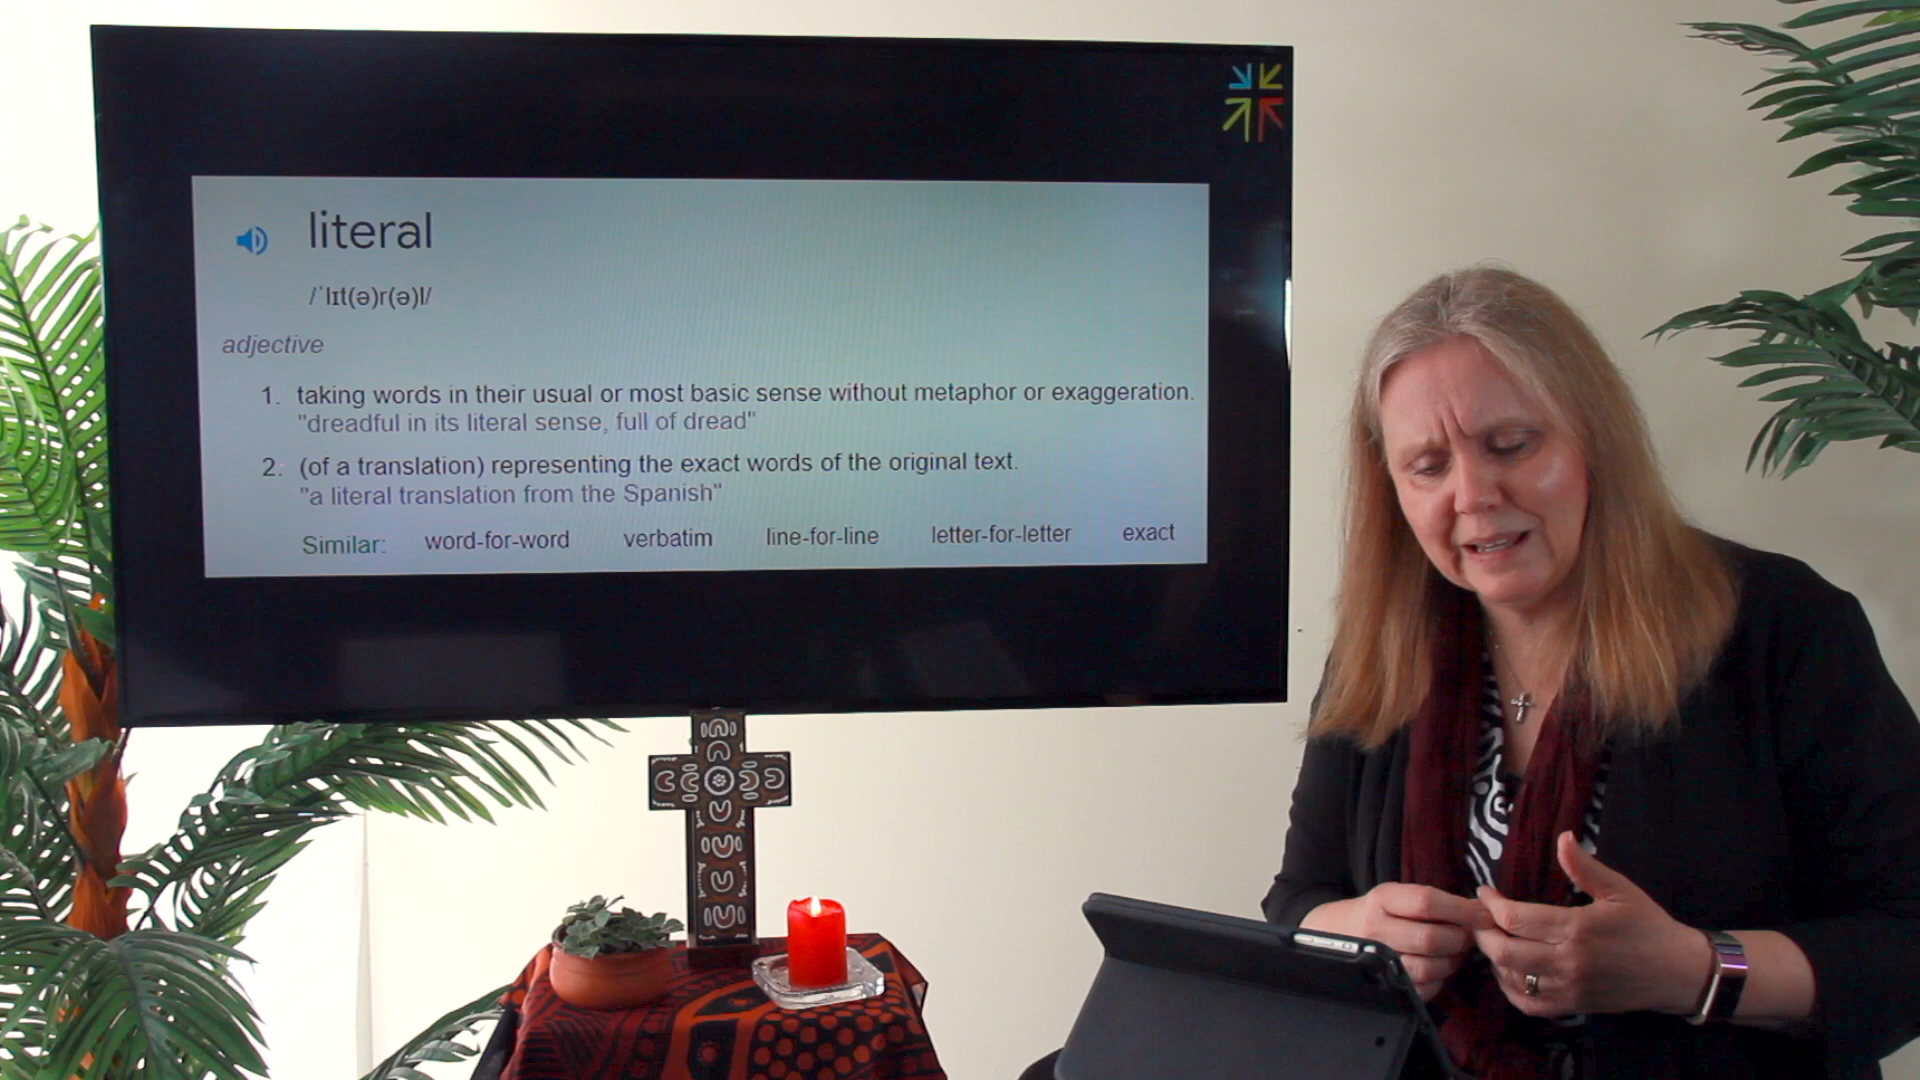 literal
/ˈlɪt(ə)r(ə)l/
adjective
1. taking words in their usual or most basic sense without metaphor or exaggeration.
"dreadful in its literal sense, full of dread"
2. (of a translation) representing the exact words of the original text.
"a literal translation from the Spanish"
Similar: word-for-word verbatim line-for-line letter-for-letter exact